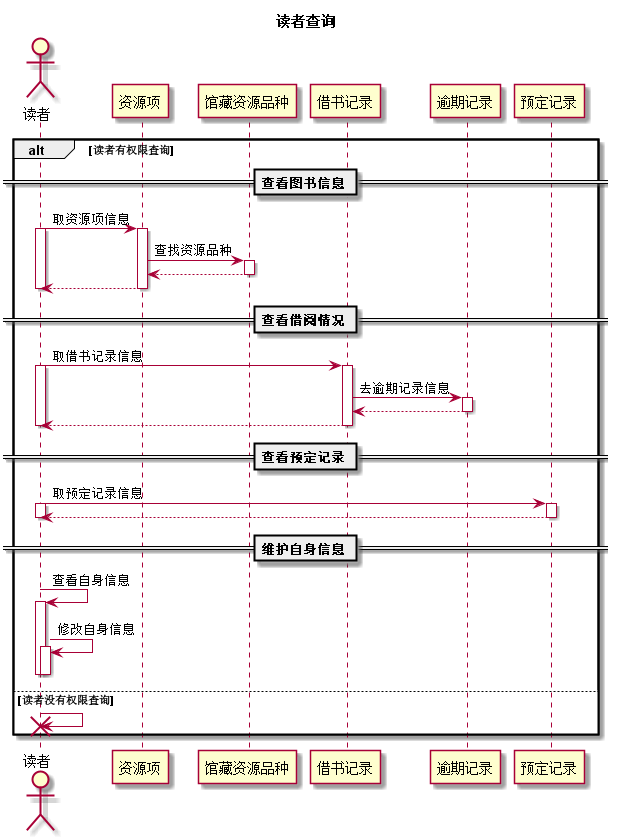 读者查询
读者
资源项
馆藏资源品种
借书记录
逾期记录
预定记录
alt [读者有权限查询]
查看图书信息
取资源项信息
查找资源品种
查看借阅情况
取借书记录信息
去逾期记录信息
查看预定记录
取预定记录信息
维护自身信息
查看自身信息
修改自身信息
[读者没有权限查询]
读者
资源项
馆藏资源品种
借书记录
逾期记录
预定记录